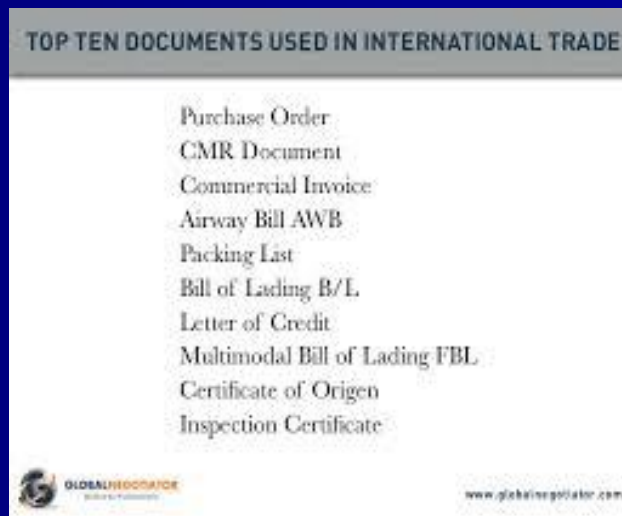 TOP TEN DOCUMENTS USED IN INTERNATIONAL TRADE
Purchase Order
CMR Document
Commercial Invoice
Airway Bill AWB
Packing List
Bill of Lading B/L
Letter of Credit
Multimodal Bill of Lading FBL
Certificate of Origen
Inspection Certificate
GLOBALNEGOTIATOR
www.globalnegotiator.com